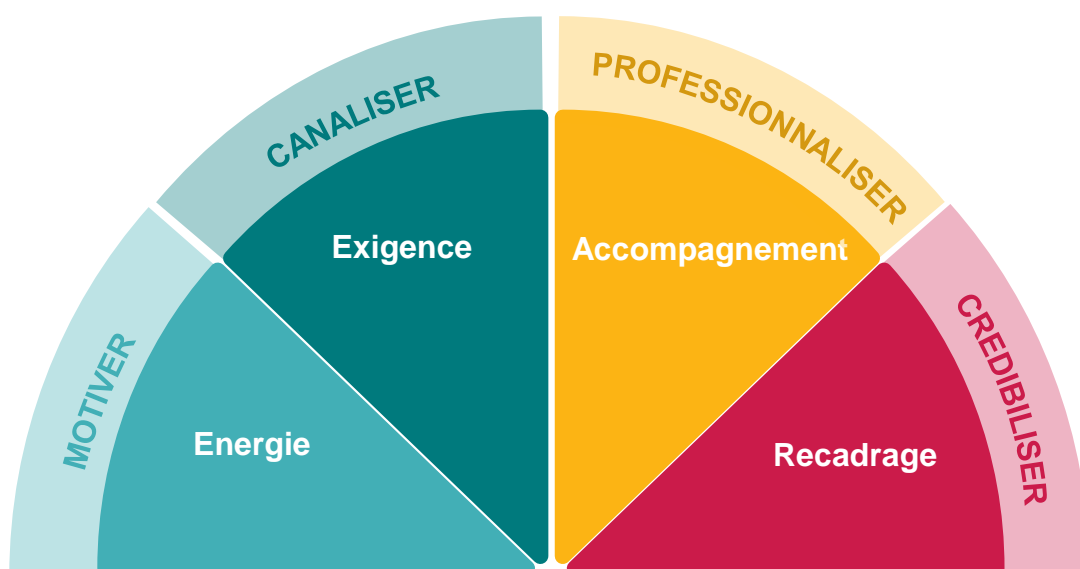 MOTIVER
CANALISER
PROFESSIONNALISER
CREDIBILISER
Energie
Exigence
Accompagnement
Recadrage